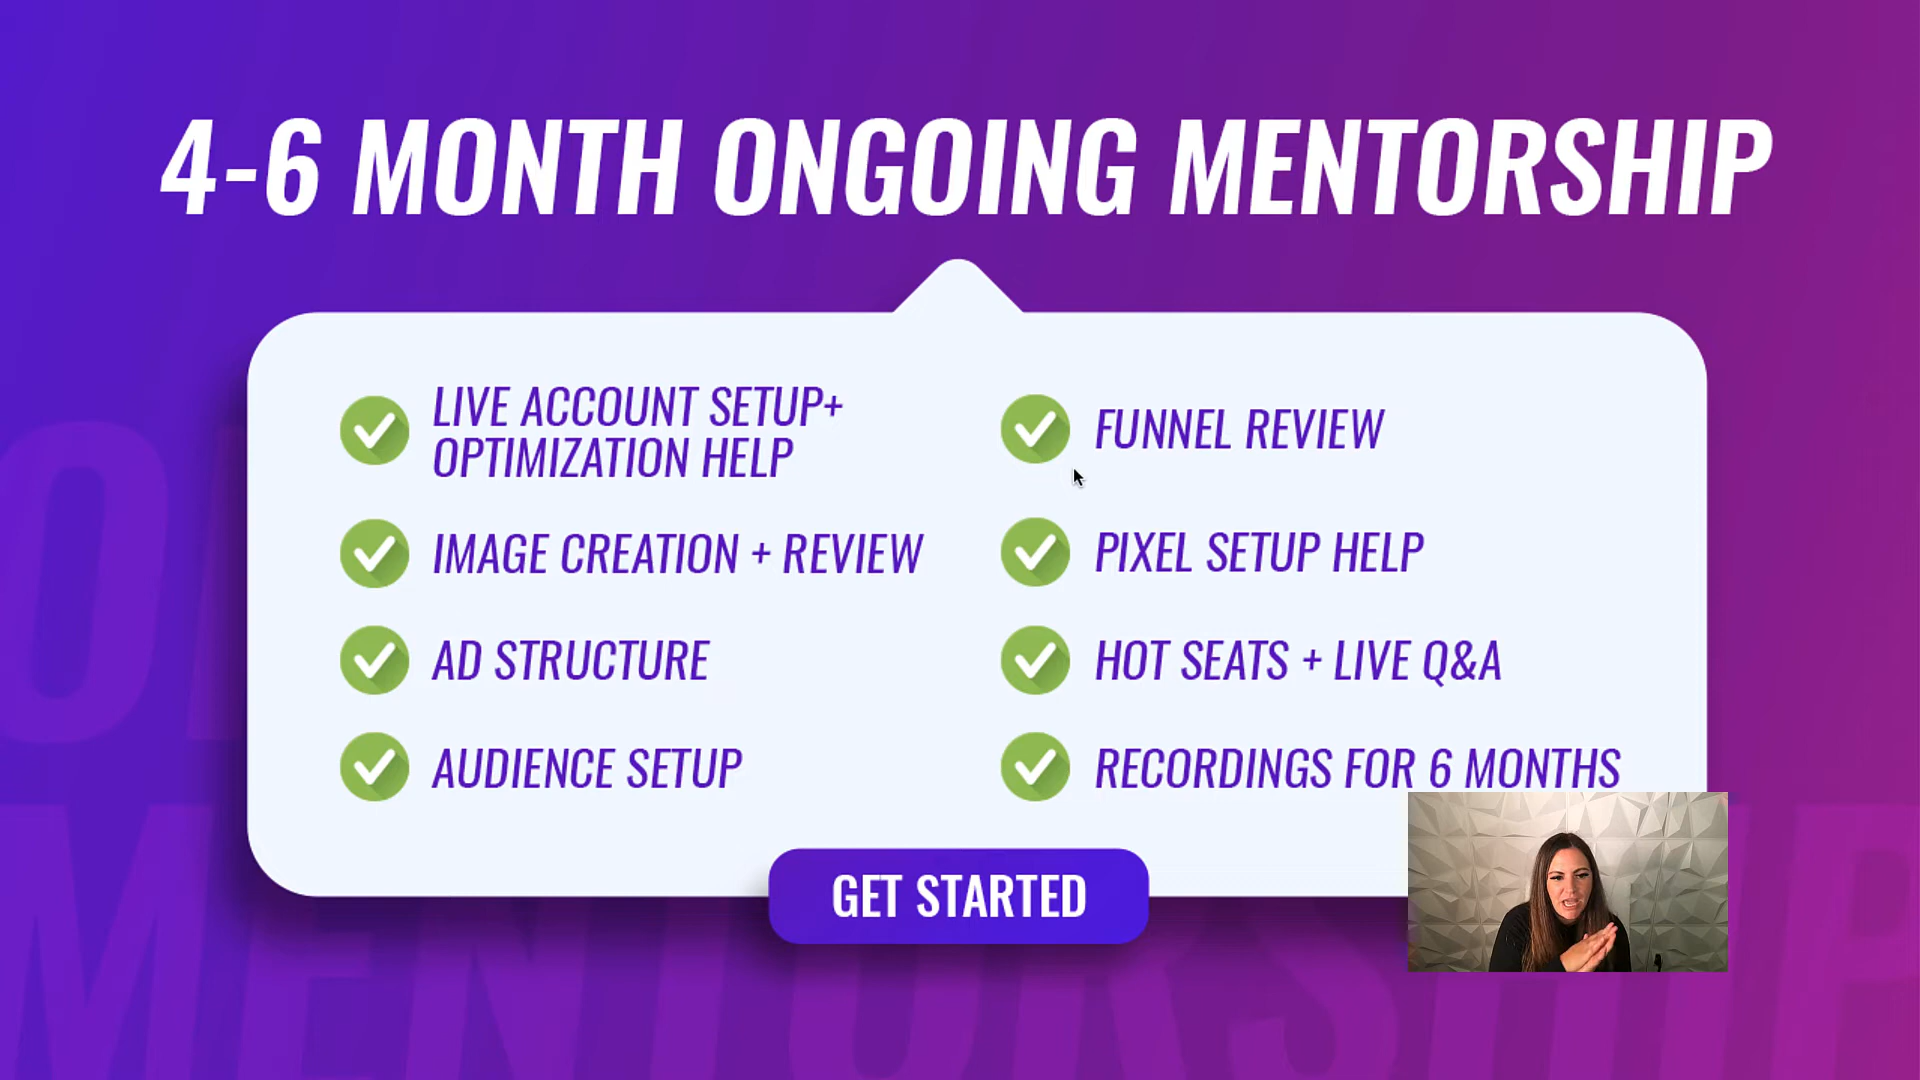 4-6 MONTH ONGOING MENTORSHIP
LIVE ACCOUNT SETUP+
OPTIMIZATION HELP
IMAGE CREATION + REVIEW
AD STRUCTURE
AUDIENCE SETUP
FUNNEL REVIEW
PIXEL SETUP HELP
HOT SEATS + LIVE Q&A
RECORDINGS FOR 6 MONTHS
GET STARTED
MENTORSHIP